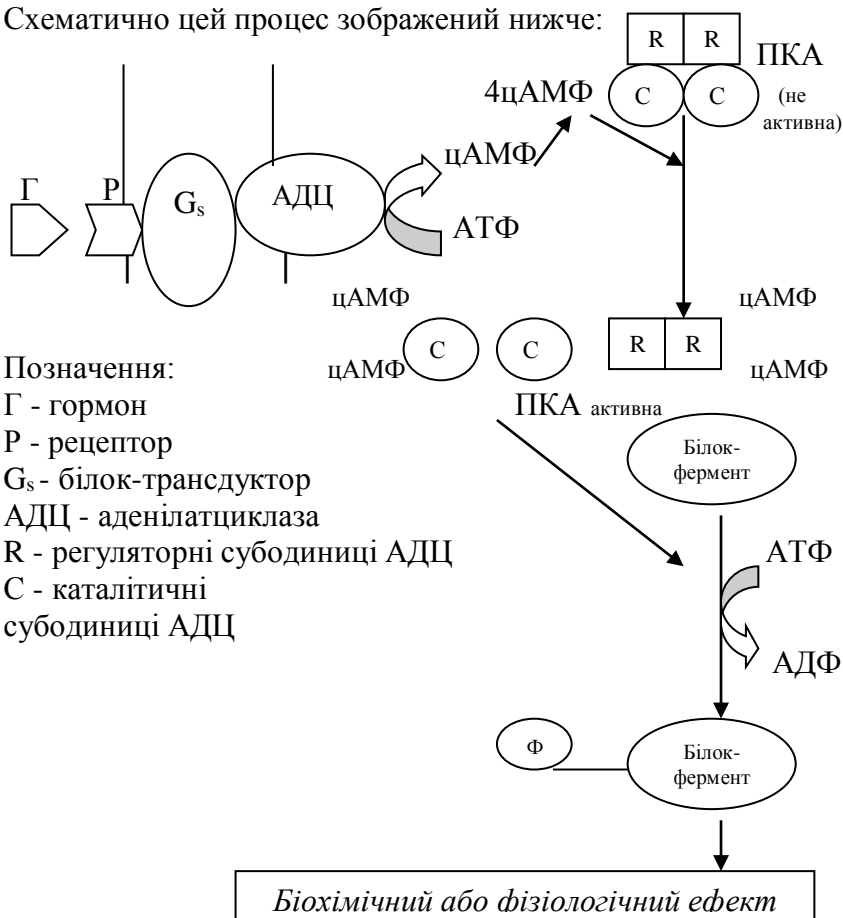 Схематично цей процес зображений нижче:
R R
ПКА
4цАМФ
C C
(не
активна)
цАМФ
Г
Р
Gs
АДЦ
АТФ
цАМФ
цАМФ
C C
R R
Позначення:
цАМФ
цАМФ
Г - гормон
ПКА активна
Р - рецептор
Білок-
фермент
Gs - білок-трансдуктор
АДЦ - аденілатциклаза
R - регуляторні субодиниці АДЦ
АТФ
С - каталітичні
субодиниці АДЦ
АДФ
Ф
Білок-
фермент
Біохімічний або фізіологічний ефект